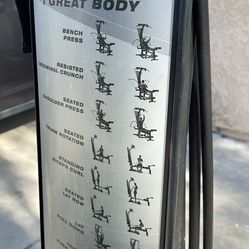 GREAT BODY
BENCH
PRESS
RESISTED
ABDOMINAL CRUNCH
SEATED
SHOULDER PRESS
SEATED
TRUNK ROTATION
STANDING
BICEPS CURL
SEATED
LAT ROW